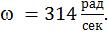 ω = 314 рад/сек.